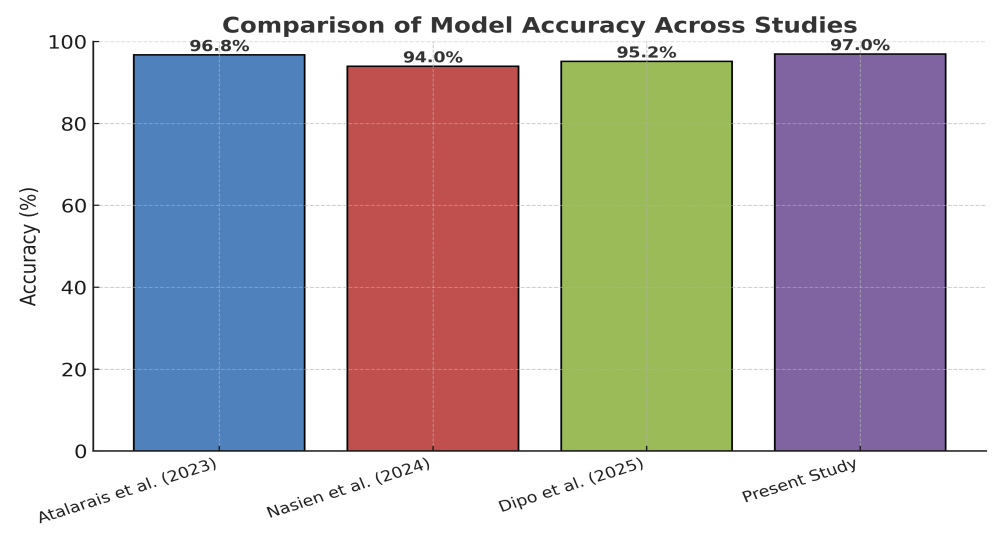 Comparison of Model Accuracy Across Studies
100
80
60
40
20
0
Accuracy (%)
96.8%
94.0%
95.2%
97.0%
Atalarais et al. (2023)
Nasien et al. (2024)
Dipo et al. (2025)
Present Study